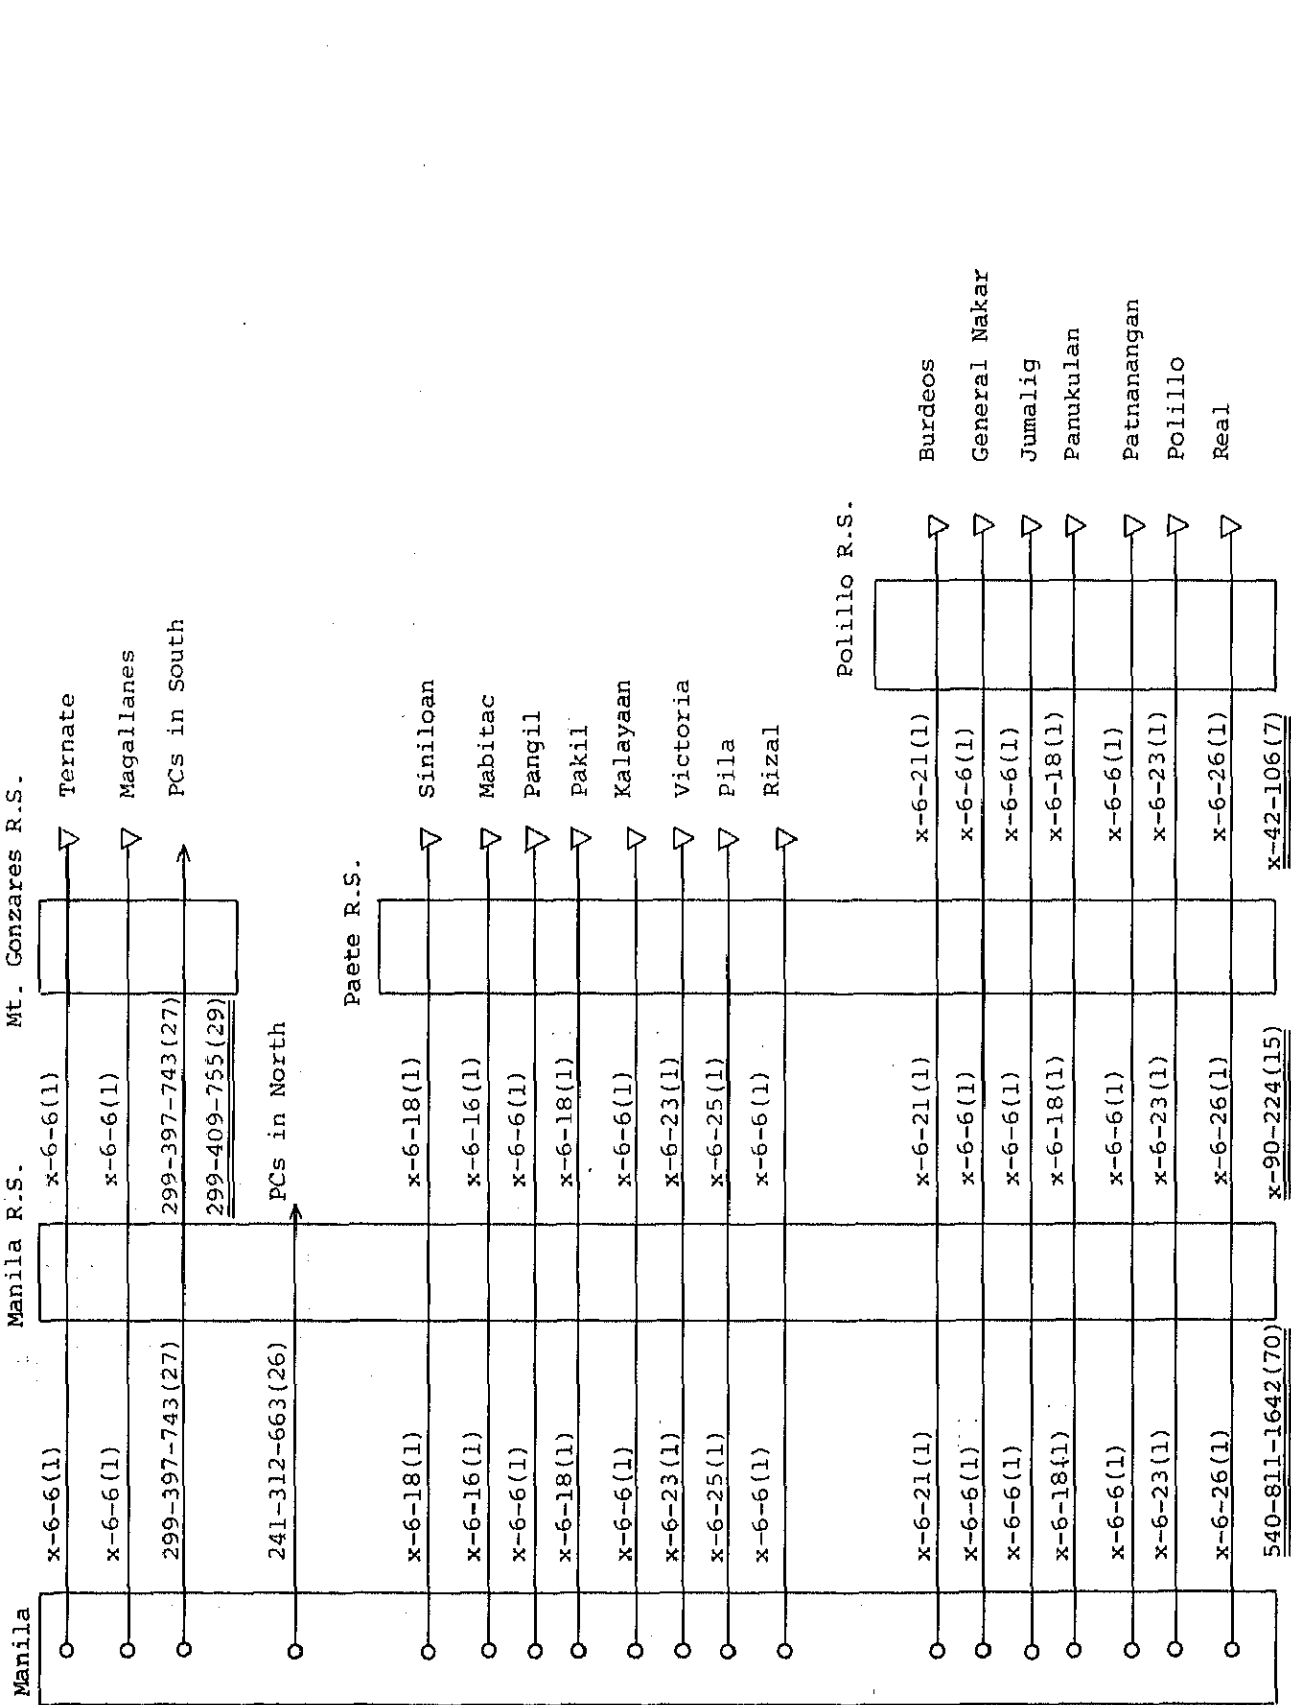 Manila
Manila R.S.
Mt. Gonzares R.S.
x-6-6(1)
x-6-6(1)
Ternate
x-6-6(1)
x-6-6(1)
Magallanes
299-397-743(27)
299-397-743(27)
PCs in South
299-409-755(29)
241-312-663(26)
PCs in North
Paete R.S.
x-6-18(1)
x-6-18(1)
Siniloan
x-6-16(1)
x-6-16(1)
Mabitac
x-6-6(1)
x-6-6(1)
Pangil
x-6-18(1)
x-6-18(1)
Pakil
x-6-6(1)
x-6-6(1)
Kalayaan
x-6-23(1)
x-6-23(1)
Victoria
x-6-25(1)
x-6-25(1)
Pila
x-6-6(1)
x-6-6(1)
Rizal
Polillo R.S.
x-6-21(1)
x-6-21(1)
x-6-21(1)
Burdeos
x-6-6(1)
x-6-6(1)
x-6-6(1)
General Nakar
x-6-6(1)
x-6-6(1)
x-6-6(1)
Jumalig
x-6-18(1)
x-6-18(1)
x-6-18(1)
Panukulan
x-6-6(1)
x-6-6(1)
x-6-6(1)
Patnanangan
x-6-23(1)
x-6-23(1)
x-6-23(1)
Polillo
x-6-26(1)
x-6-26(1)
x-6-26(1)
Real
540-811-1642(70)
x-90-224(15)
x-42-106(7)